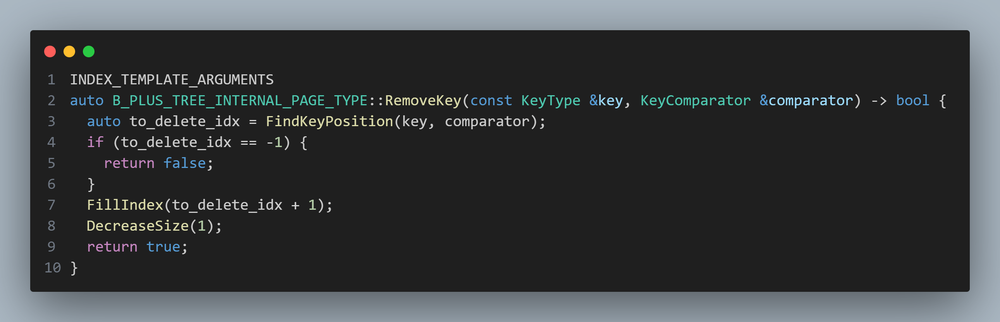 1 INDEX_TEMPLATE_ARGUMENTS
2 auto B_PLUS_TREE_INTERNAL_PAGE_TYPE::RemoveKey(const KeyType &key, KeyComparator &comparator) -> bool {
3   auto to_delete_idx = FindKeyPosition(key, comparator);
4   if (to_delete_idx == -1) {
5     return false;
6   }
7   FillIndex(to_delete_idx + 1);
8   DecreaseSize(1);
9   return true;
10 }